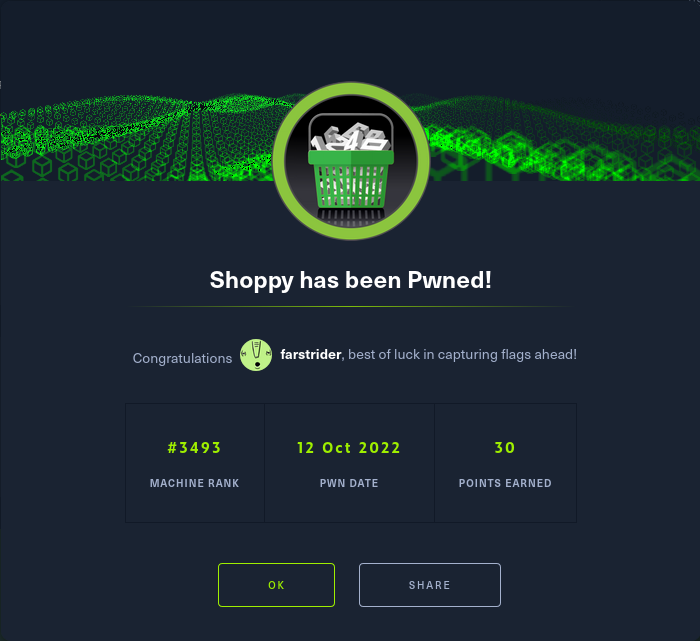 Shoppy has been Pwned!
Congratulations farstrider, best of luck in capturing flags ahead!
#3493 12 Oct 2022 30
MACHINE RANK PWN DATE POINTS EARNED
OK SHARE